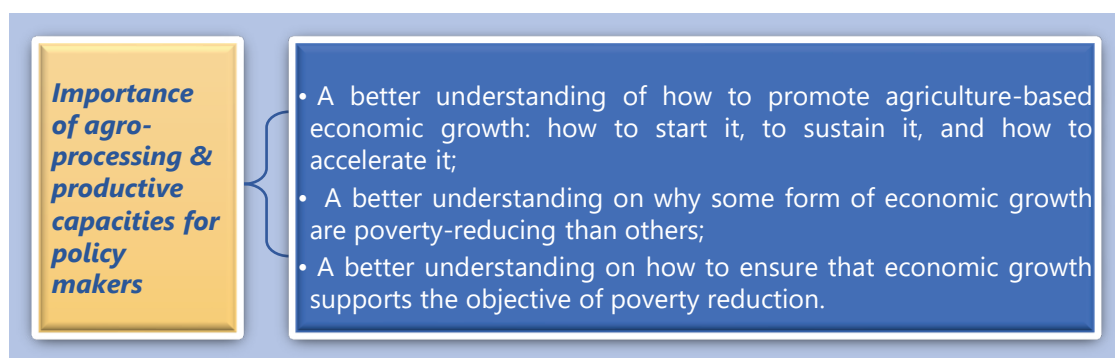 Importance
of agro-
processing &
productive
capacities for
policy
makers
• A better understanding of how to promote agriculture-based
economic growth: how to start it, to sustain it, and how to
accelerate it;
• A better understanding on why some form of economic growth
are poverty-reducing than others;
• A better understanding on how to ensure that economic growth
supports the objective of poverty reduction.